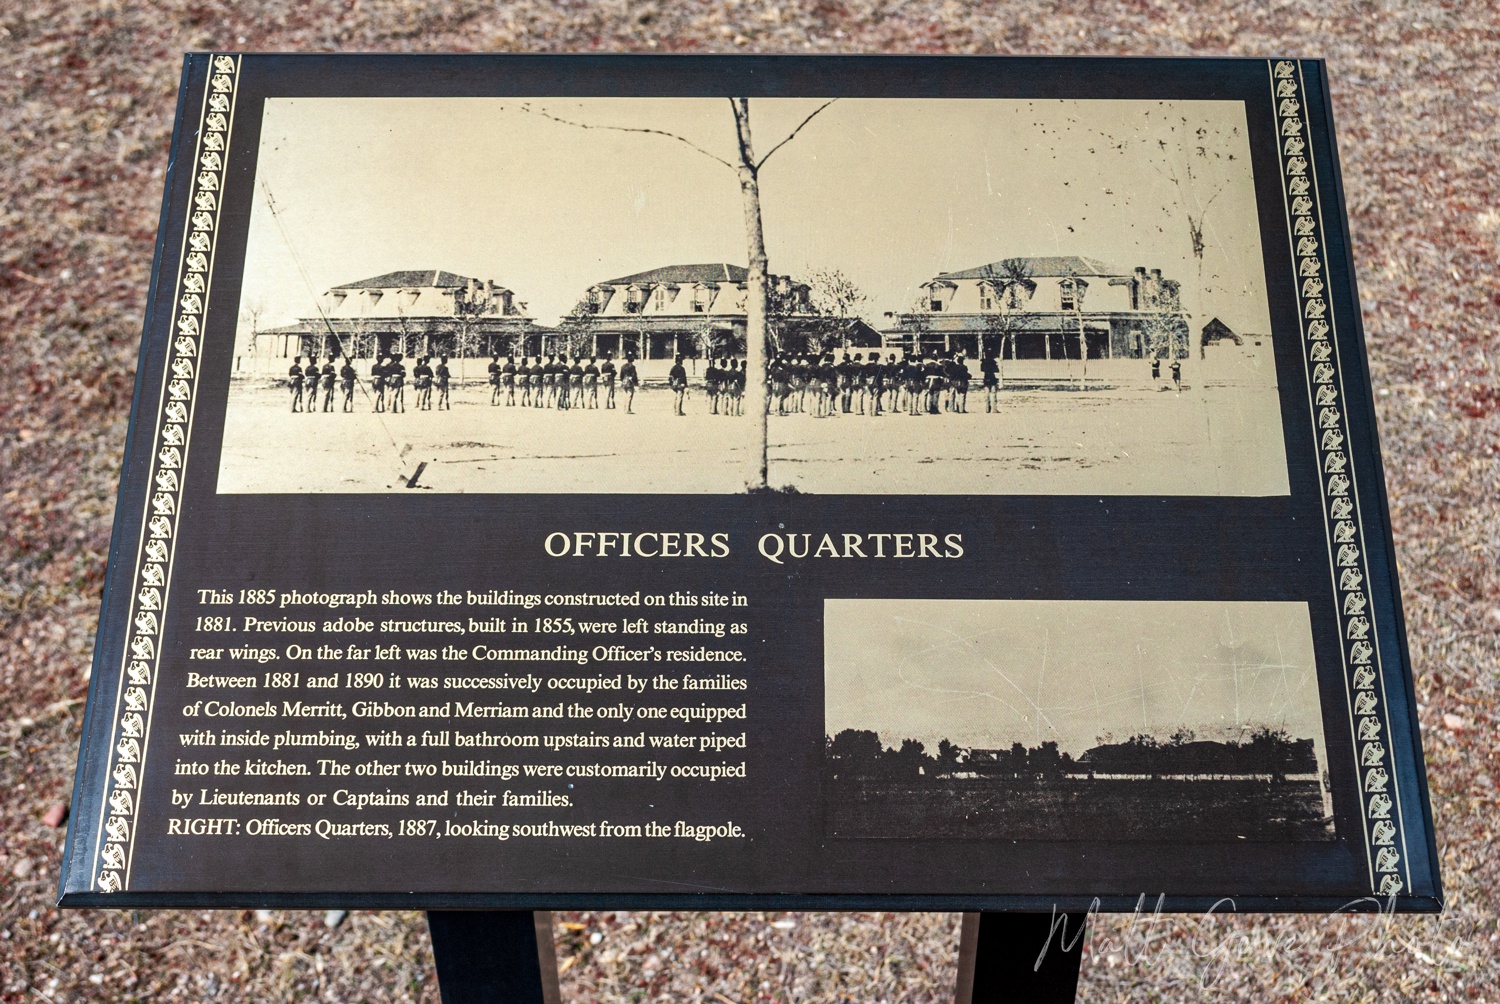 OFFICERS QUARTERS
This 1885 photograph shows the buildings constructed on this site in
1881. Previous adobe structures, built in 1855, were left standing as
rear wings. On the far left was the Commanding Officer's residence.
Between 1881 and 1890 it was successively occupied by the families
of Colonels Merritt, Gibbon and Merriam and the only one equipped
with inside plumbing, with a full bathroom upstairs and water piped
into the kitchen. The other two buildings were customarily occupied
by Lieutenants or Captains and their families.
RIGHT: Officers Quarters, 1887, looking southwest from the flagpole.
Matt Grove Photo